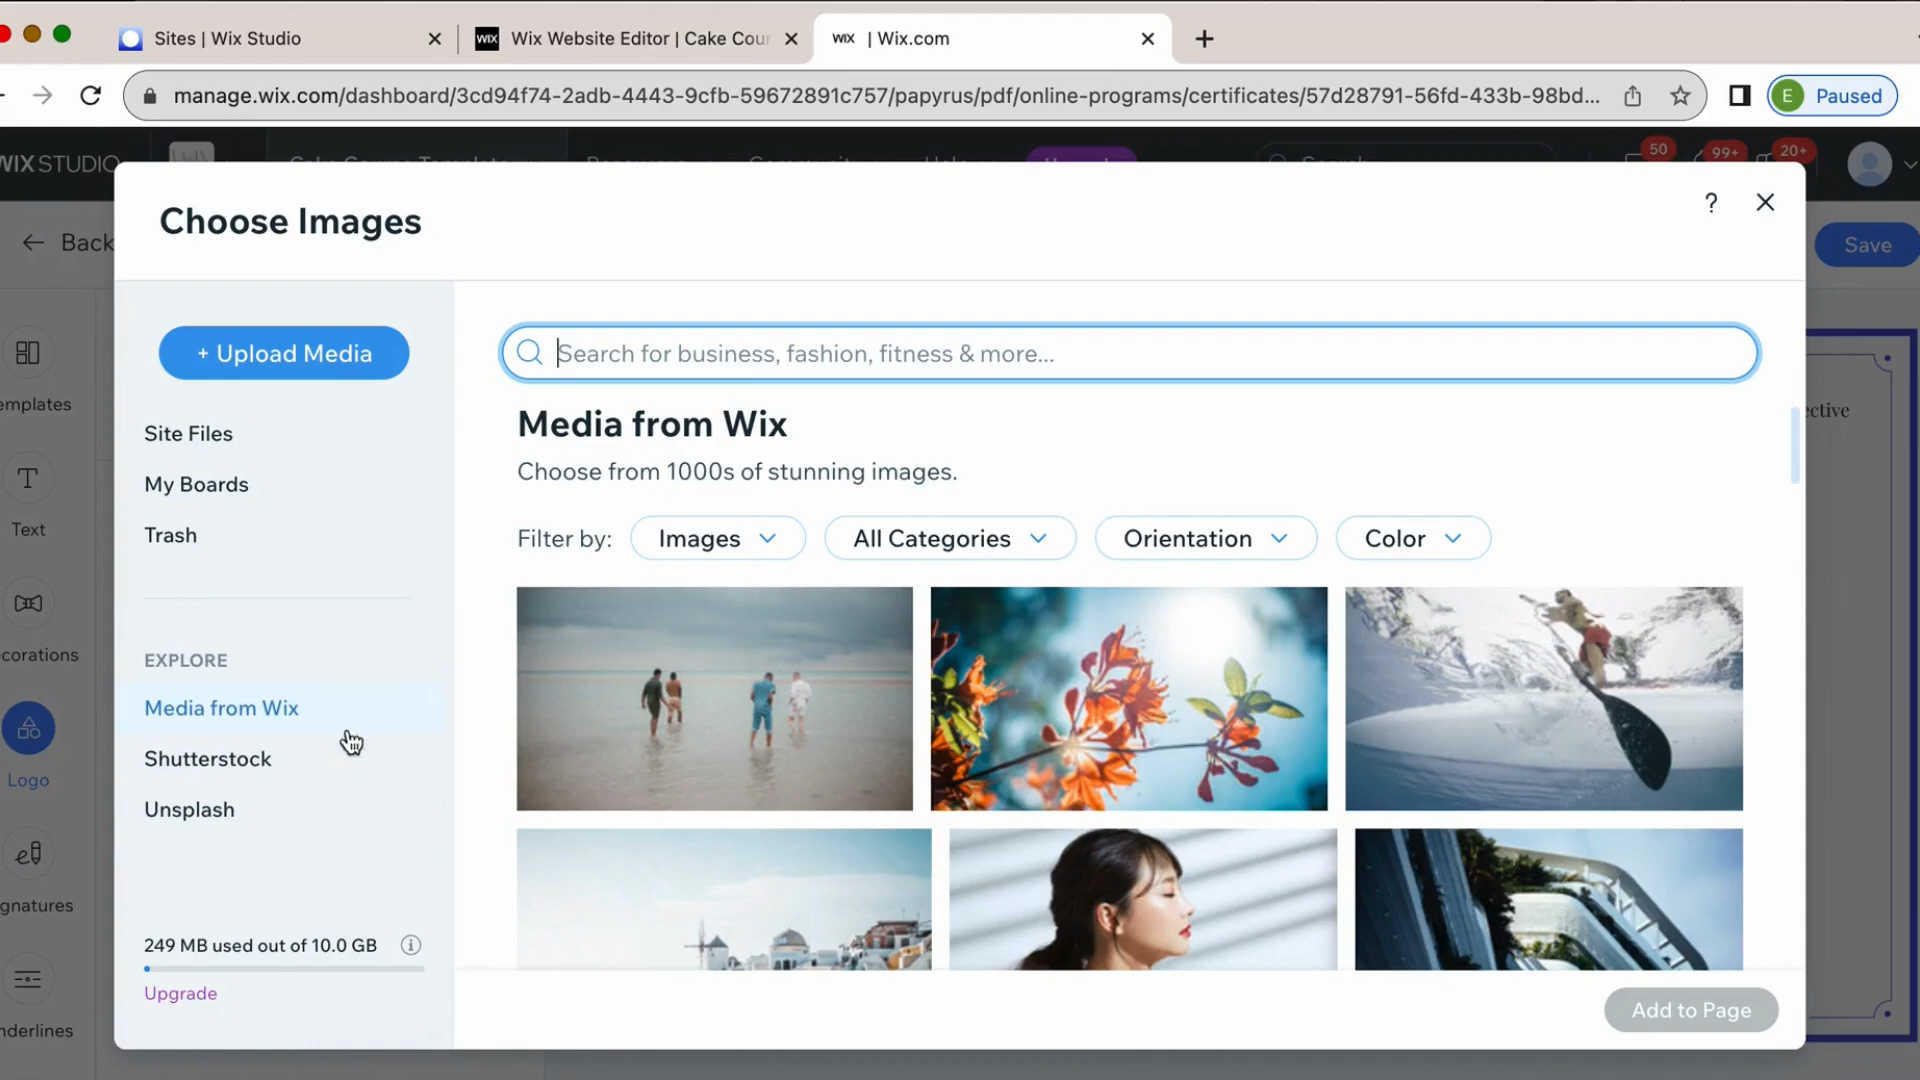 Sites | Wix Studio
WIX Wix Website Editor | Cake Cour
WIX | Wix.com
manage.wix.com/dashboard/3cd94f74-2adb-4443-9cfb-59672891c757/papyrus/pdf/online-programs/certificates/57d28791-56fd-433b-98bd...
E Paused
WIX STUDIO
50
99+
20+
Back
Save
Choose Images
?
+ Upload Media
Site Files
My Boards
Trash
EXPLORE
Media from Wix
Shutterstock
Unsplash
249 MB used out of 10.0 GB
Upgrade
Search for business, fashion, fitness & more...
Media from Wix
Choose from 1000s of stunning images.
Filter by: Images All Categories Orientation Color
Add to Page
emplates
Text
corations
Logo
gnatures
nderlines
ective